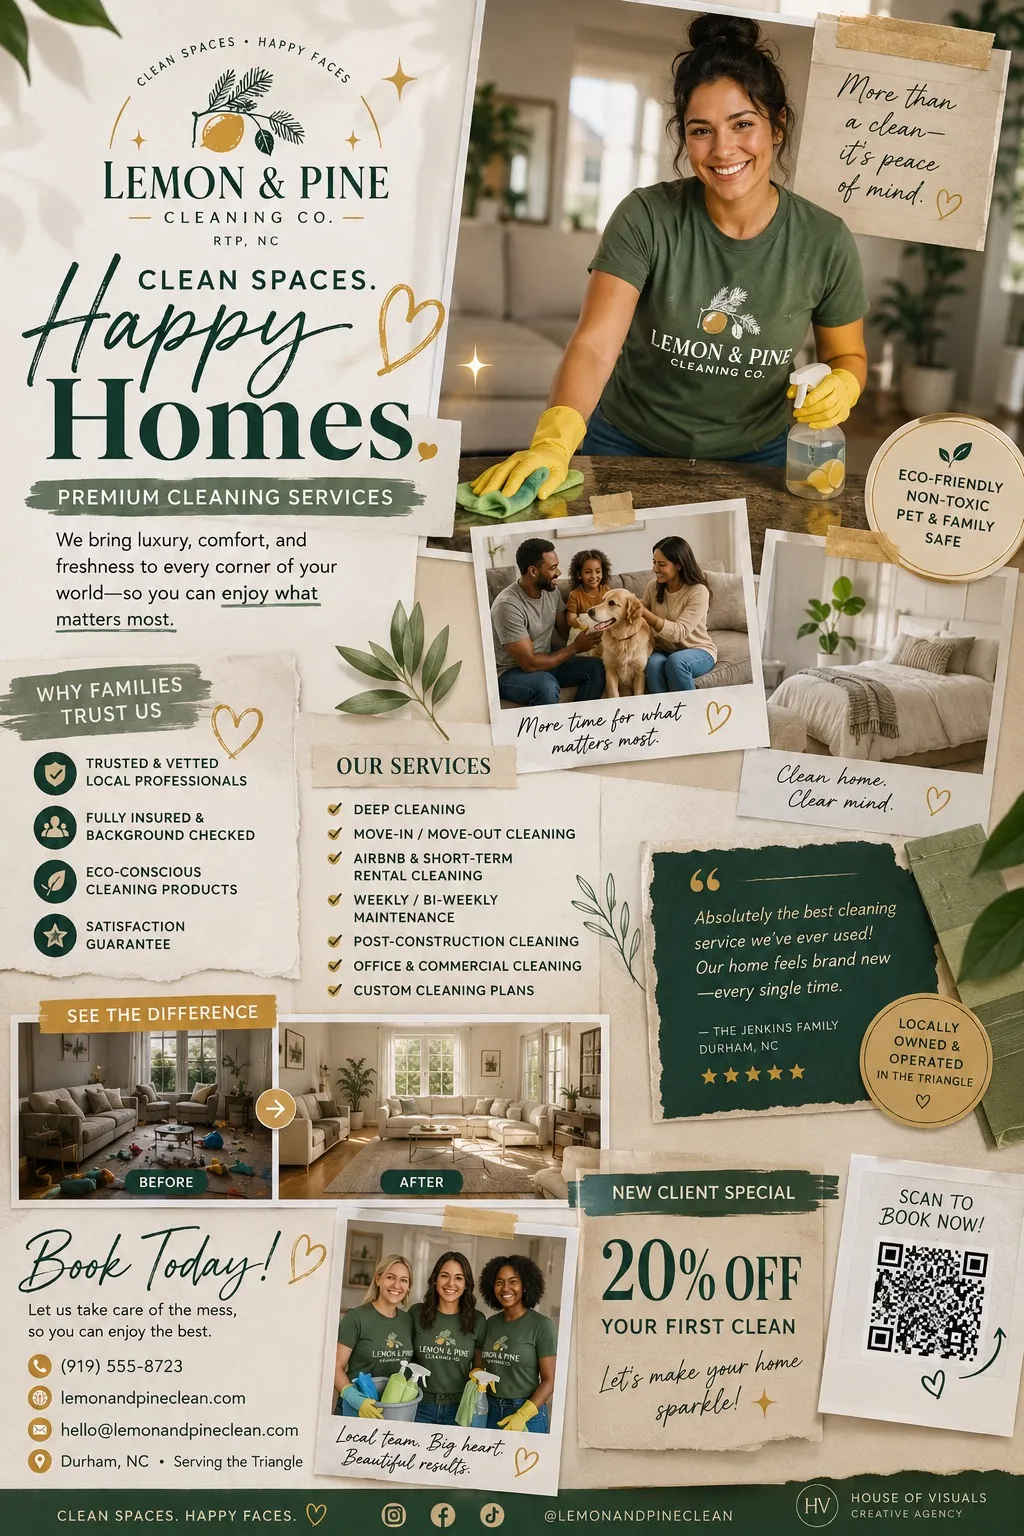 CLEAN SPACES • HAPPY FACES
LEMON & PINE
CLEANING CO.
RTP, NC
CLEAN SPACES.
Happy
Homes.
PREMIUM CLEANING SERVICES
We bring luxury, comfort, and
freshness to every corner of your
world—so you can enjoy what
matters most.
More than
a clean—
it's peace
of mind.
LEMON & PINE
CLEANING CO.
ECO-FRIENDLY
NON-TOXIC
PET & FAMILY
SAFE
More time for what
matters most.
Clean home.
Clear mind.
WHY FAMILIES
TRUST US
TRUSTED & VETTED
LOCAL PROFESSIONALS
FULLY INSURED &
BACKGROUND CHECKED
ECO-CONSCIOUS
CLEANING PRODUCTS
SATISFACTION
GUARANTEE
OUR SERVICES
DEEP CLEANING
MOVE-IN / MOVE-OUT CLEANING
AIRBNB & SHORT-TERM
RENTAL CLEANING
WEEKLY / BI-WEEKLY
MAINTENANCE
POST-CONSTRUCTION CLEANING
OFFICE & COMMERCIAL CLEANING
CUSTOM CLEANING PLANS
“
Absolutely the best cleaning
service we've ever used!
Our home feels brand new
—every single time.
— THE JENKINS FAMILY
DURHAM, NC
LOCALLY
OWNED &
OPERATED
IN THE TRIANGLE
SEE THE DIFFERENCE
BEFORE
AFTER
Book Today!
Let us take care of the mess,
so you can enjoy the best.
(919) 555-8723
lemonandpineclean.com
hello@lemonandpineclean.com
Durham, NC • Serving the Triangle
LEMON & PIN
Local team. Big heart.
Beautiful results.
NEW CLIENT SPECIAL
20% OFF
YOUR FIRST CLEAN
Let's make your home
sparkle!
SCAN TO
BOOK NOW!
CLEAN SPACES. HAPPY FACES.
@LEMONANDPINECLEAN
HV
HOUSE OF VISUALS
CREATIVE AGENCY